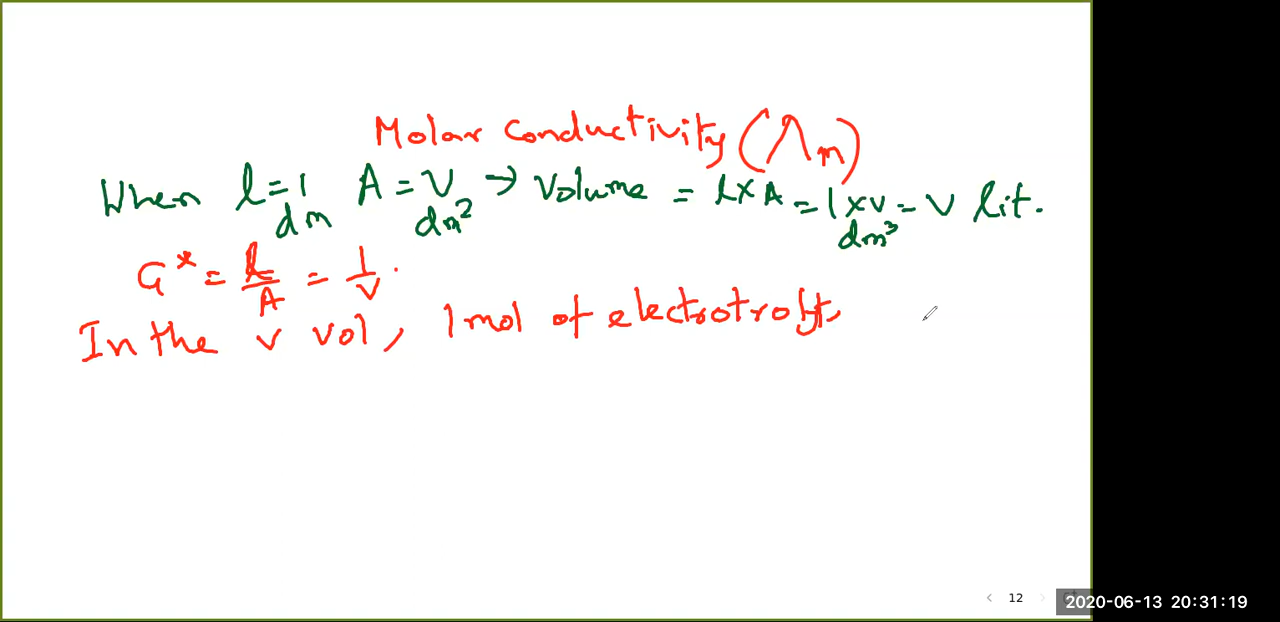 Molar Conductivity (Λm)
When l=1 dm A=V dm² → Volume = l×A = 1×V dm³ = V lit.
G* = l/A = 1/V.
In the V vol, 1 mol of electrotrolyt,
12
2020-06-13 20:31:19